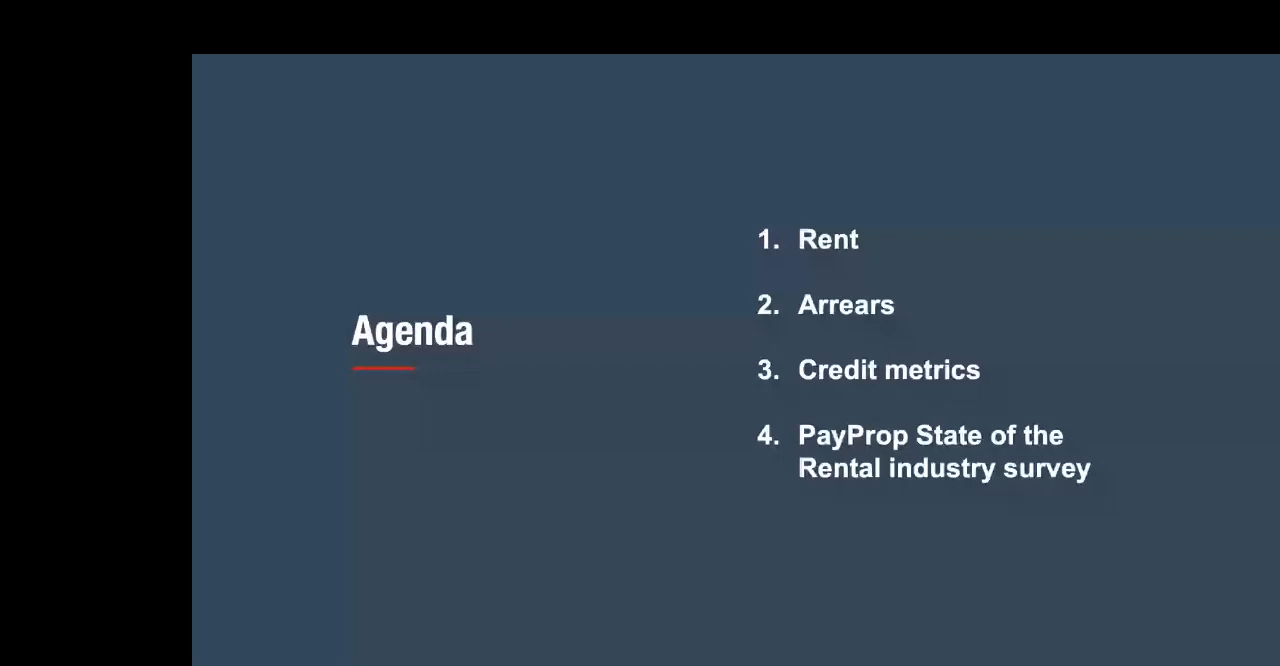 Agenda
1. Rent
2. Arrears
3. Credit metrics
4. PayProp State of the
Rental industry survey